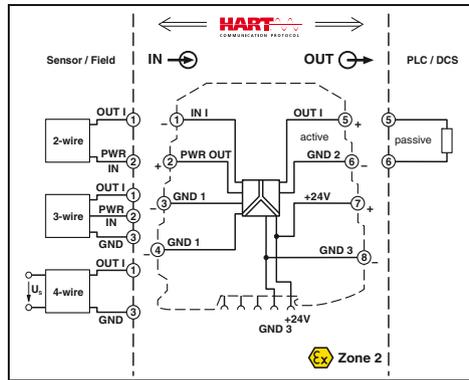 HART
COMMUNICATION PROTOCOL
Sensor / Field
IN
OUT
PLC / DCS
OUT I
1
2-wire
PWR
IN
2
OUT I
1
3-wire
PWR
IN
2
GND
3
OUT I
1
Us
4-wire
GND
3
1
–
IN I
2
+
PWR OUT
3
–
GND 1
4
–
GND 1
OUT I
5
+
active
GND 2
6
–
+24V
7
+
GND 3
8
–
+24V
GND 3
5
passive
6
Ex
Zone 2